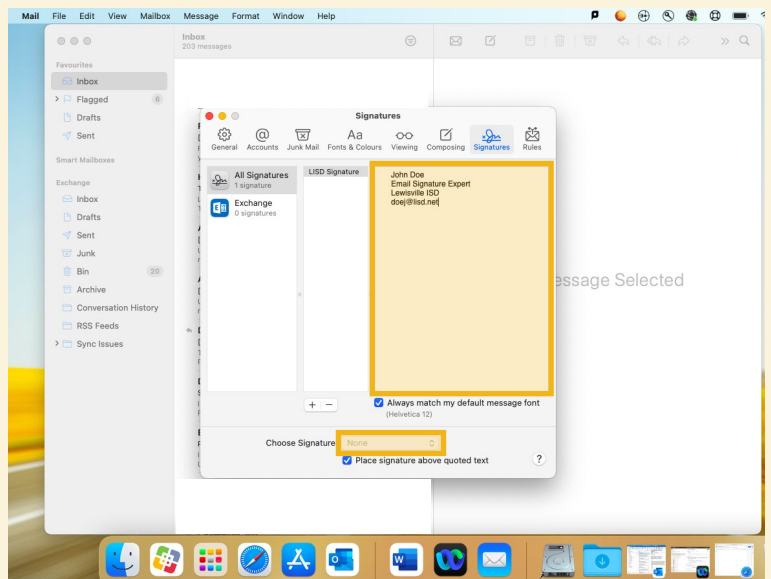 Mail File Edit View Mailbox Message Format Window Help
Inbox
203 messages
Favourites
Inbox
Flagged 6
Drafts
Sent
Smart Mailboxes
Exchange
Inbox
Drafts
Sent
Junk
Bin 20
Archive
Conversation History
RSS Feeds
Sync Issues
Signatures
General Accounts Junk Mail Fonts & Colours Viewing Composing Signatures Rules
All Signatures
1 signature
Exchange
0 signatures
LISD Signature
John Doe
Email Signature Expert
Lewisville ISD
doej@lisd.net
+ −
Always match my default message font
(Helvetica 12)
Choose Signature None
Place signature above quoted text ?
essage Selected